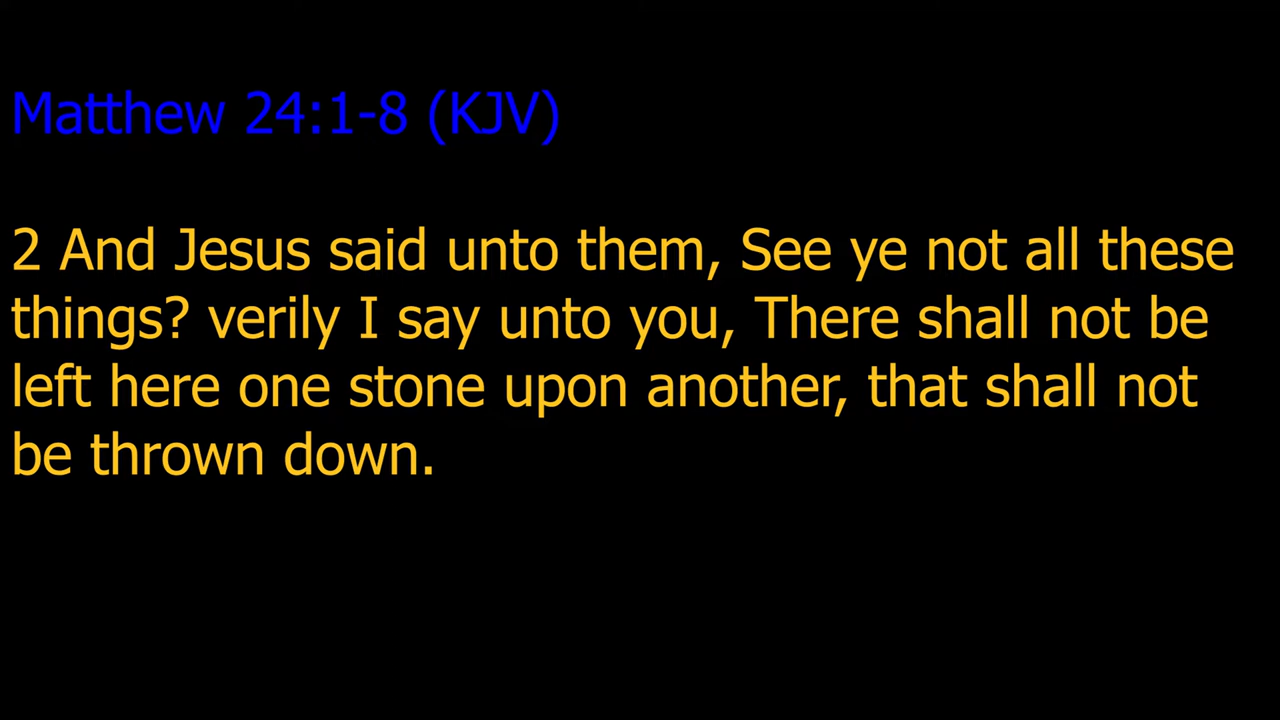 Matthew 24:1-8 (KJV)
2 And Jesus said unto them, See ye not all these
things? verily I say unto you, There shall not be
left here one stone upon another, that shall not
be thrown down.